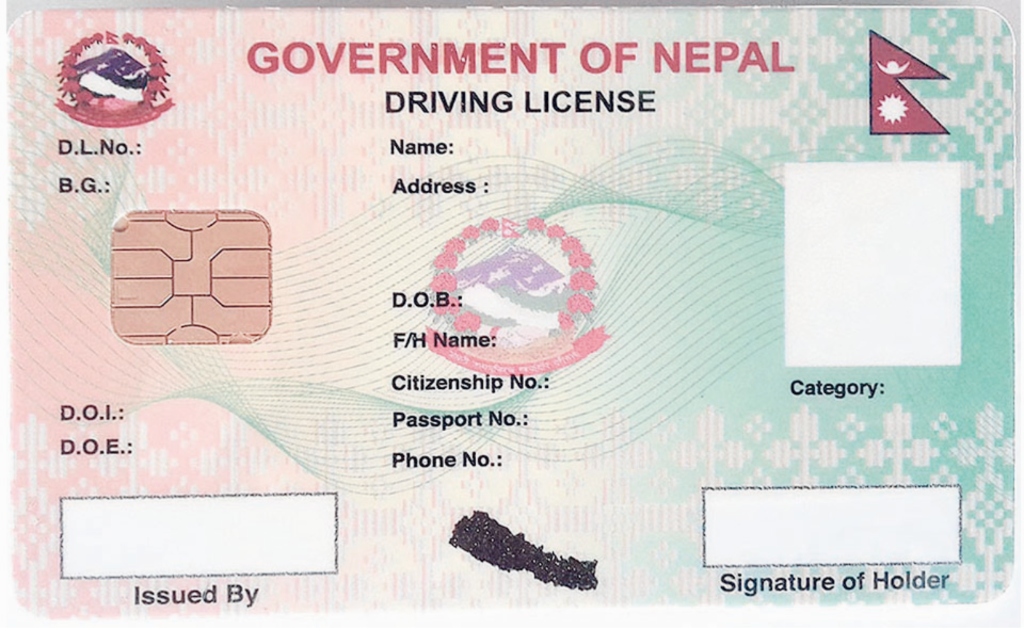 GOVERNMENT OF NEPAL
DRIVING LICENSE
D.L.No.:
Name:
B.G.:
Address :
D.O.B.:
F/H Name:
Citizenship No.:
Category:
D.O.I.:
Passport No.:
D.O.E.:
Phone No.:
Issued By
Signature of Holder